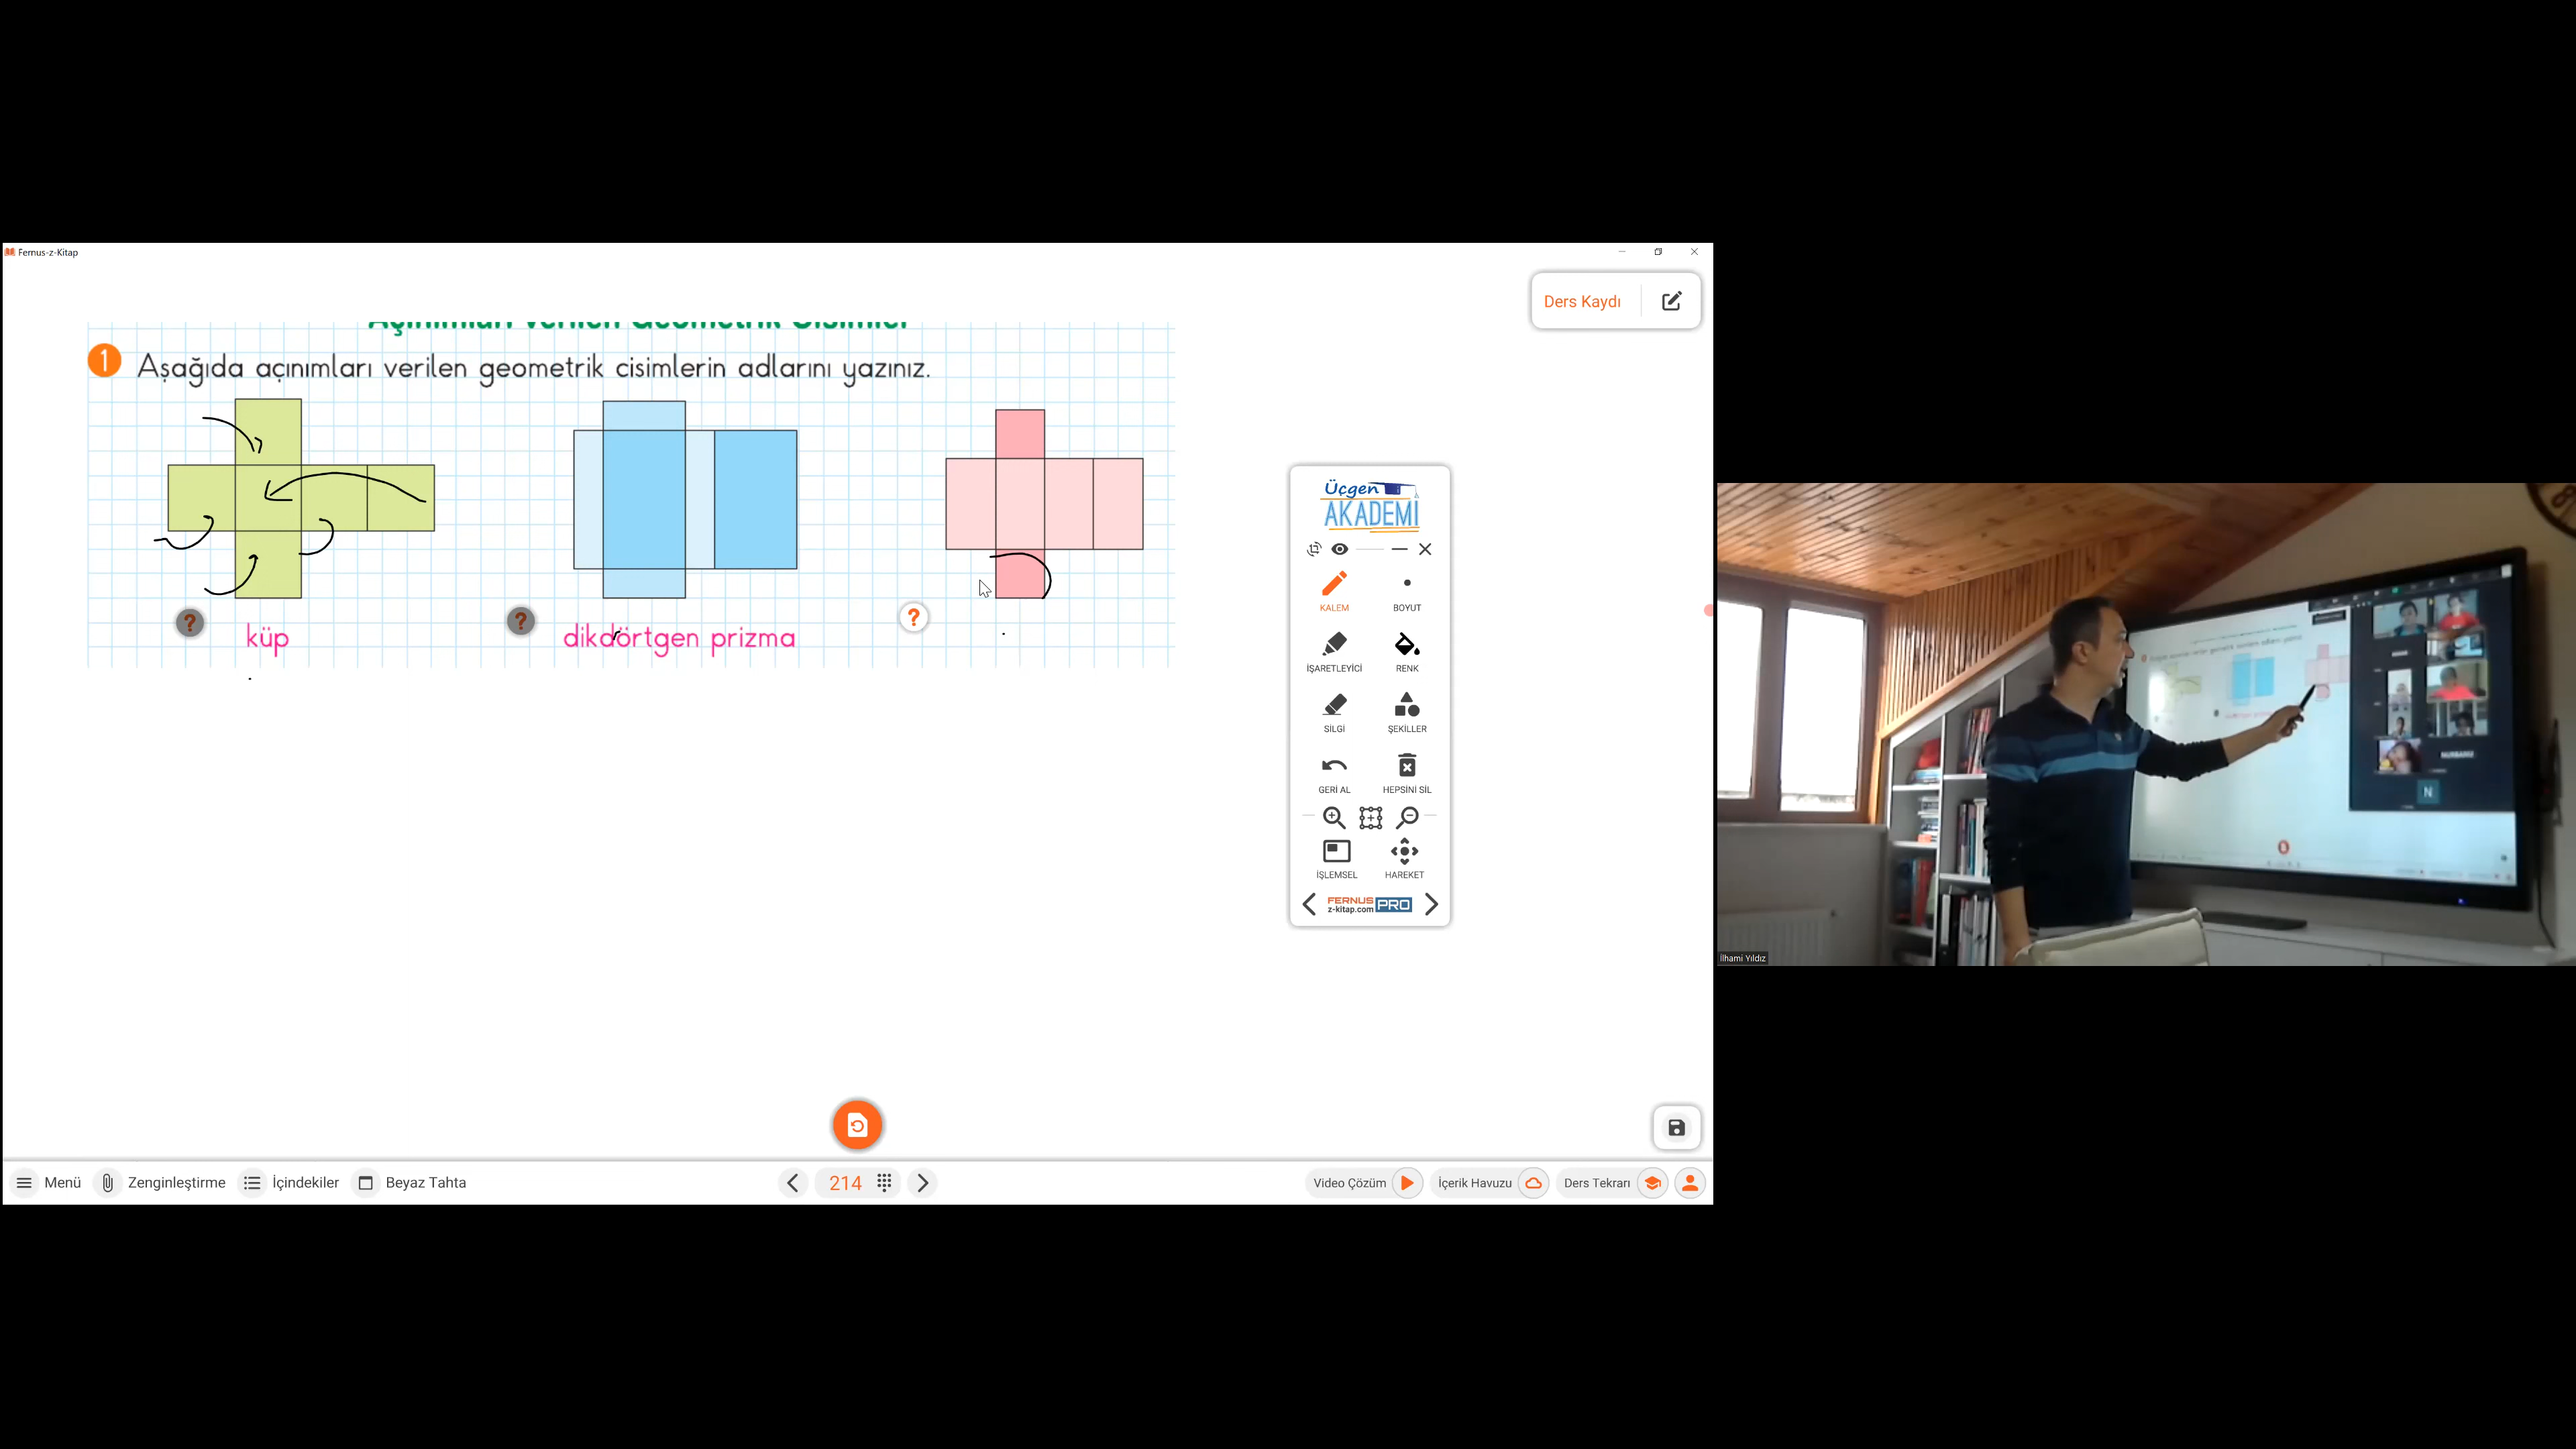 Fernus-z-Kitap
Ders Kaydı
1 Aşağıda açınımları verilen geometrik cisimlerin adlarını yazınız.
? küp
? dikdörtgen prizma
?
Üçgen
AKADEMİ
KALEM BOYUT
İŞARETLEYİCİ RENK
SİLGİ ŞEKİLLER
GERİ AL HEPSİNİ SİL
İŞLEMSEL HAREKET
FERNUS PRO
z-kitap.com
N
İlhami Yıldız
Menü Zenginleştirme İçindekiler Beyaz Tahta 214 Video Çözüm İçerik Havuzu Ders Tekrarı